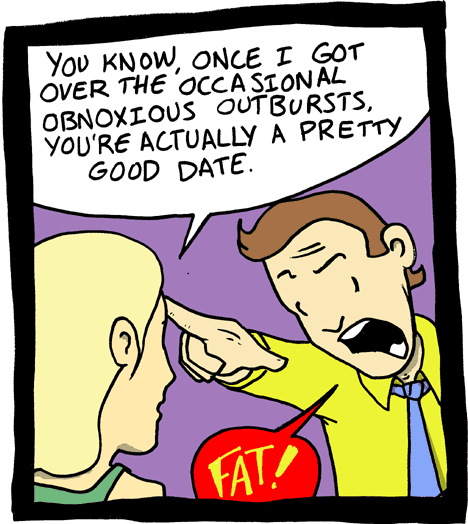 YOU KNOW, ONCE I GOT
OVER THE OCCASIONAL
OBNOXIOUS OUTBURSTS,
YOU'RE ACTUALLY A PRETTY
GOOD DATE.
FAT!